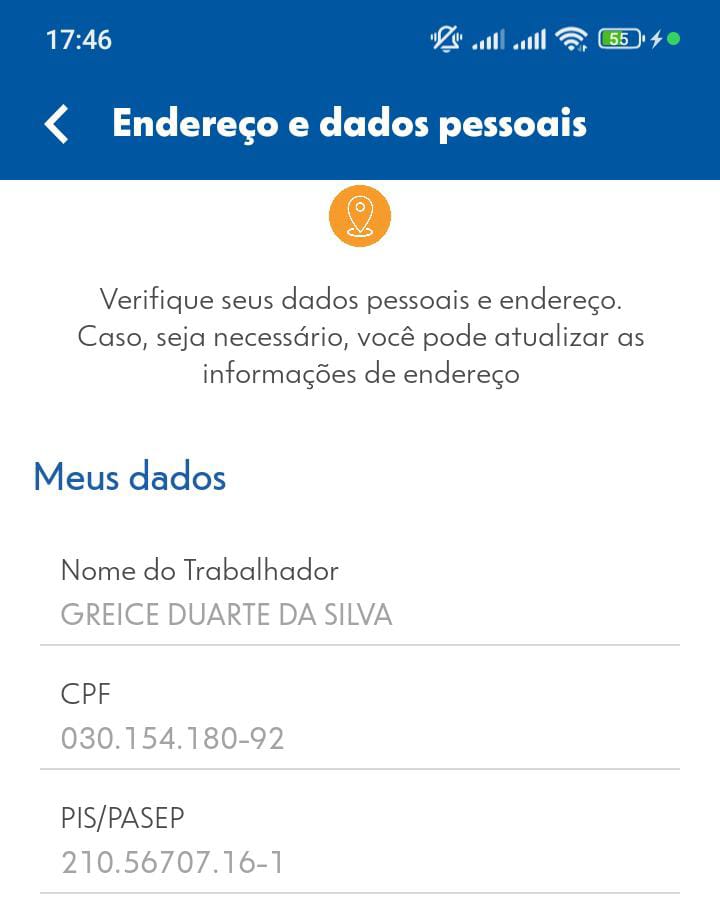 17:46
55
Endereço e dados pessoais
Verifique seus dados pessoais e endereço.
Caso, seja necessário, você pode atualizar as
informações de endereço
Meus dados
Nome do Trabalhador
GREICE DUARTE DA SILVA
CPF
030.154.180-92
PIS/PASEP
210.56707.16-1